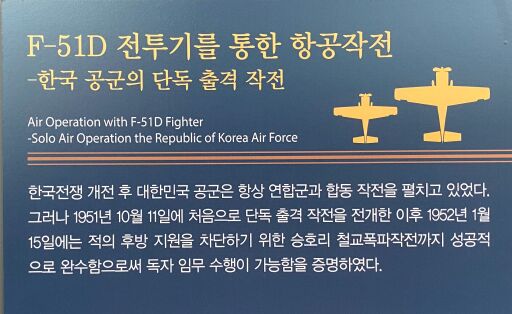 F-51D 전투기를 통한 항공작전
-한국 공군의 단독 출격 작전
Air Operation with F-51D Fighter
-Solo Air Operation the Republic of Korea Air Force
한국전쟁 개전 후 대한민국 공군은 항상 연합군과 합동 작전을 펼치고 있었다.
그러나 1951년 10월 11일에 처음으로 단독 출격 작전을 전개한 이후 1952년 1월
15일에는 적의 후방 지원을 차단하기 위한 승호리 철교폭파작전까지 성공적
으로 완수함으로써 독자 임무 수행이 가능함을 증명하였다.